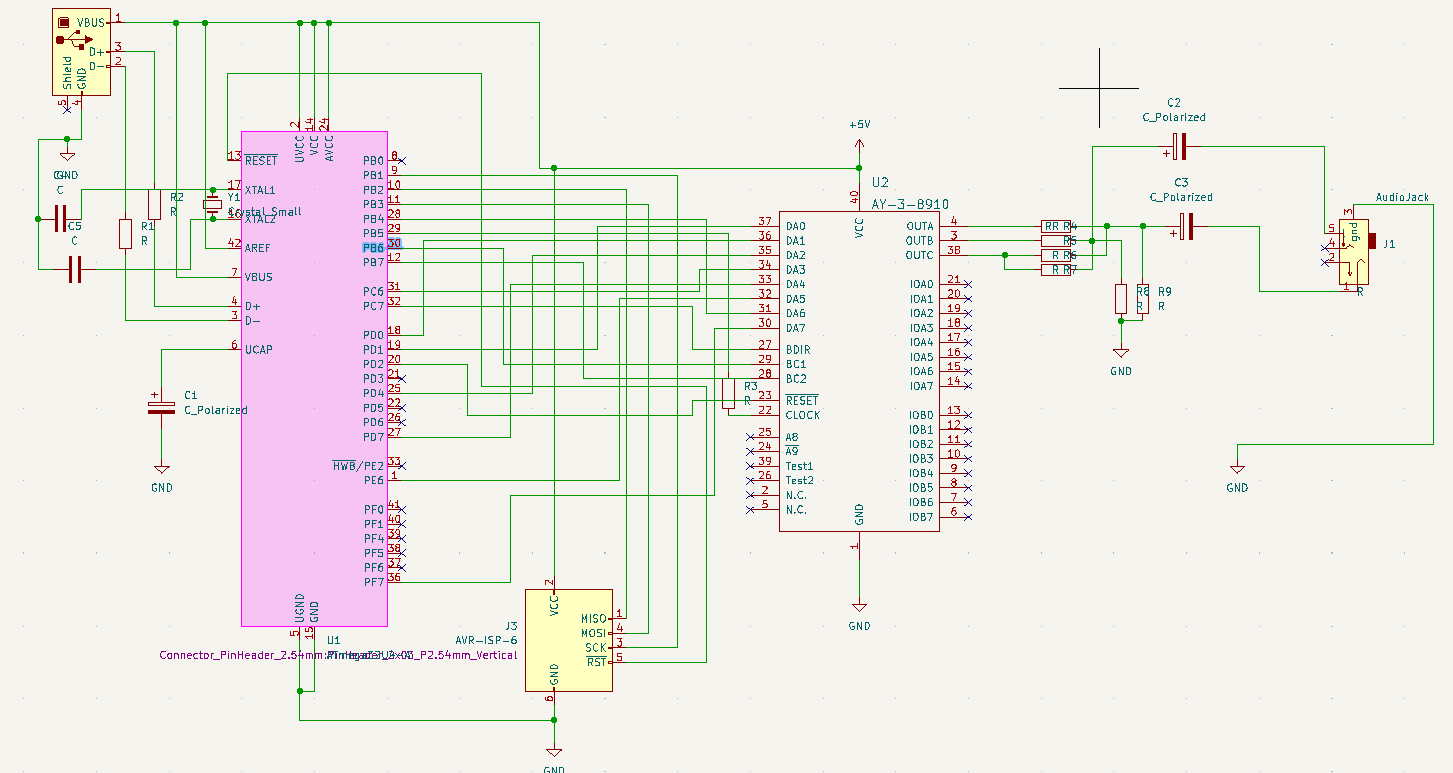 VBUS 1
D+ 3
D- 2
Shield
GND
5
4
GND
C4
C
C5
C
R2
R
R1
R
Y1
Crystal_Small
C1
C_Polarized
GND
2 14 24
UVCC VCC AVCC
13 RESET
17 XTAL1
16 XTAL2
42 AREF
7 VBUS
4 D+
3 D-
6 UCAP
PB0 8
PB1 9
PB2 10
PB3 11
PB4 28
PB5 29
PB6 30
PB7 12
PC6 31
PC7 32
PD0 18
PD1 19
PD2 20
PD3 21
PD4 25
PD5 22
PD6 26
PD7 27
HWB/PE2 33
PE6 1
PF0 41
PF1 40
PF4 39
PF5 38
PF6 37
PF7 36
UGND GND
5 15
U1
Connector_PinHeader_2.54mm:PinHeader_2x03_P2.54mm_Vertical
J3
AVR-ISP-6
2
VCC
MISO 1
MOSI 4
SCK 3
RST 5
GND
6
GND
R3
R
+5V
U2
AY-3-8910
40
VCC
37 DA0
36 DA1
35 DA2
34 DA3
33 DA4
32 DA5
31 DA6
30 DA7
27 BDIR
29 BC1
28 BC2
23 RESET
22 CLOCK
25 A8
24 A9
39 Test1
26 Test2
2 N.C.
5 N.C.
OUTA 4
OUTB 3
OUTC 38
IOA0 21
IOA1 20
IOA2 19
IOA3 18
IOA4 17
IOA5 16
IOA6 15
IOA7 14
IOB0 13
IOB1 12
IOB2 11
IOB3 10
IOB4 9
IOB5 8
IOB6 7
IOB7 6
GND
1
GND
R R R4
R5
R R6
R R7
R8
R
R9
R
GND
C2
C_Polarized
C3
C_Polarized
AudioJack
3
5
4
2
gnd
1 R
J1
GND